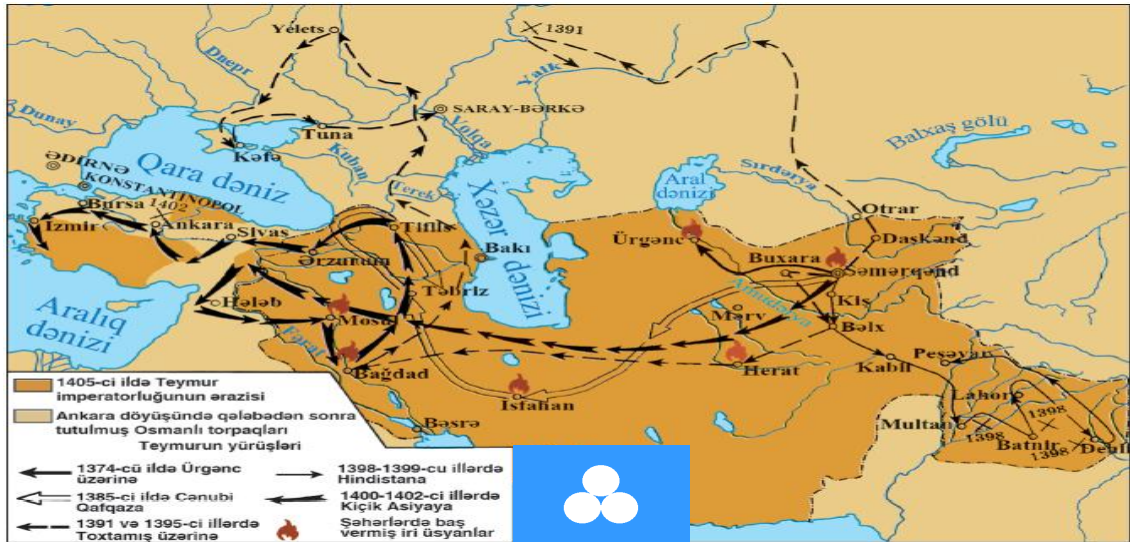 Yelets
1391
Dnepr
Yaik
SARAY-BƏRKƏ
Dunay
Tuna
Volqa
Balxaş gölü
Kəfə
Kuban
ƏDİRNƏ
Qara dəniz
Terek
Xəzər dənizi
Aral dənizi
Sırdərya
KONSTANTİNOPOL
Bursa
1402
Otrar
İzmir
Ankara
Sivas
Tiflis
Ürgənc
Daşkənd
Bakı
Buxara
Səmərqənd
Ərzurum
Təbriz
Kiş
Hələb
Amudərya
Aralıq dənizi
Mosul
Mərv
Bəlx
Fərat
Peşəvər
Bağdad
Herat
Kabil
İsfahan
Lahor
1398
Bəsrə
Multan
1398
Batnir
1398
Dehli
1405-ci ildə Teymur
imperatorluğunun ərazisi
Ankara döyüşündə qələbədən sonra
tutulmuş Osmanlı torpaqları
Teymurun yürüşləri
1374-cü ildə Ürgənc
üzərinə
1385-ci ildə Cənubi
Qafqaza
1391 və 1395-ci illərdə
Toxtamış üzərinə
1398-1399-cu illərdə
Hindistana
1400-1402-ci illərdə
Kiçik Asiyaya
Şəhərlərdə baş
vermiş iri üsyanlar